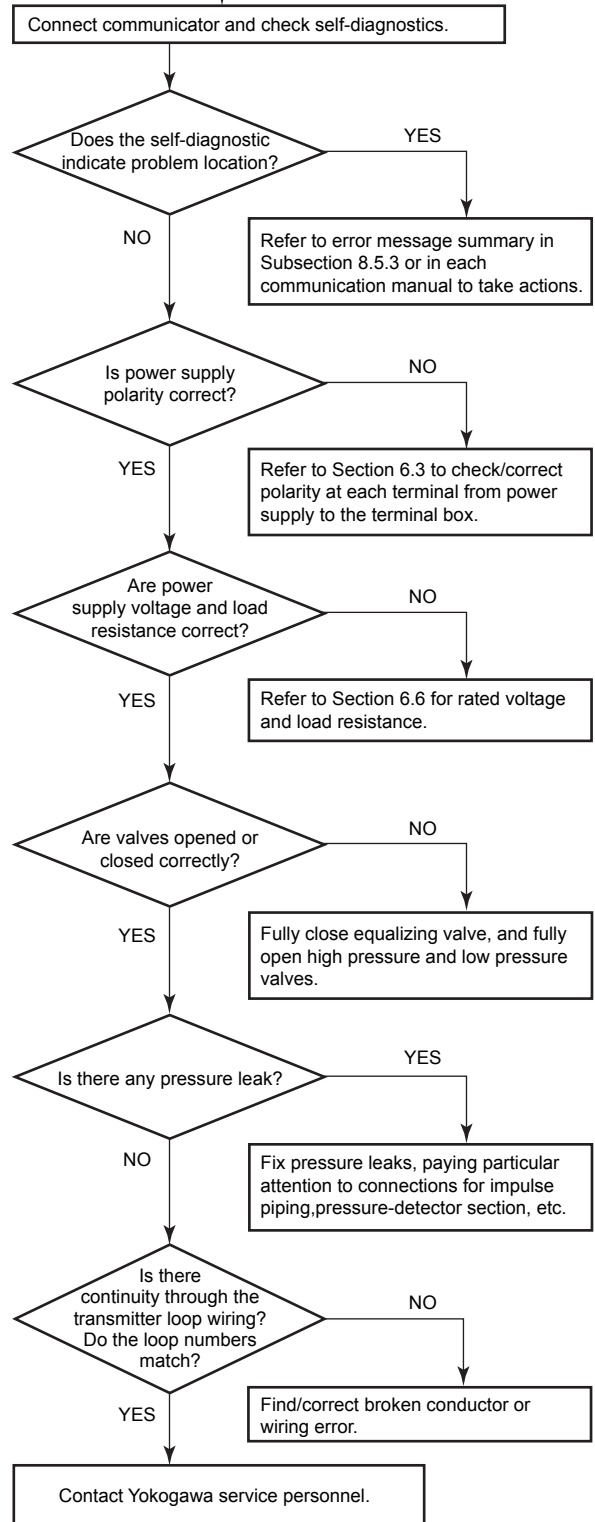 Connect communicator and check self-diagnostics.
Does the self-diagnostic
indicate problem location?
YES
NO
Refer to error message summary in
Subsection 8.5.3 or in each
communication manual to take actions.
Is power supply
polarity correct?
NO
YES
Refer to Section 6.3 to check/correct
polarity at each terminal from power
supply to the terminal box.
Are power
supply voltage and load
resistance correct?
NO
YES
Refer to Section 6.6 for rated voltage
and load resistance.
Are valves opened or
closed correctly?
NO
YES
Fully close equalizing valve, and fully
open high pressure and low pressure
valves.
Is there any pressure leak?
YES
NO
Fix pressure leaks, paying particular
attention to connections for impulse
piping,pressure-detector section, etc.
Is there
continuity through the
transmitter loop wiring?
Do the loop numbers
match?
NO
YES
Find/correct broken conductor or
wiring error.
Contact Yokogawa service personnel.